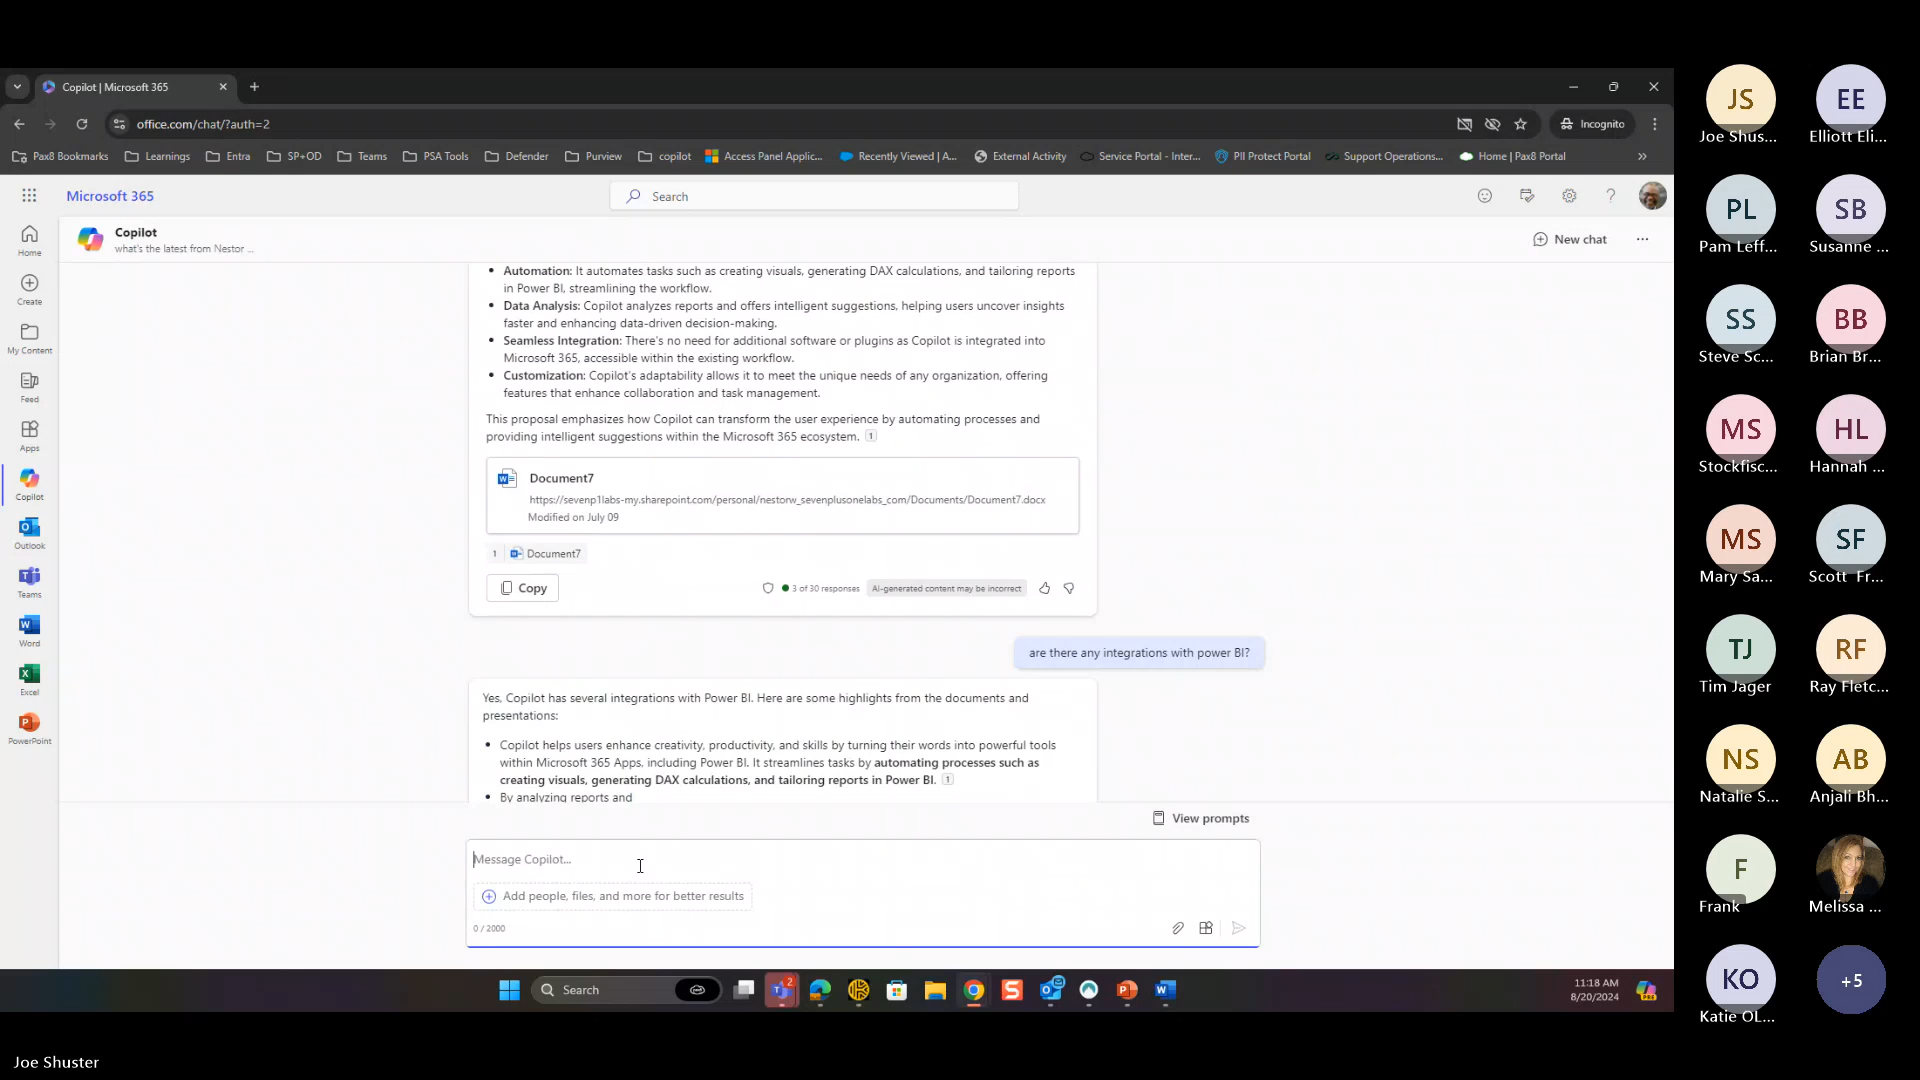 Copilot | Microsoft 365
office.com/chat/?auth=2
Incognito
Pax8 Bookmarks
Learnings
Entra
SP+OD
Teams
PSA Tools
Defender
Purview
copilot
Access Panel Applic...
Recently Viewed | A...
External Activity
Service Portal - Inter...
PII Protect Portal
Support Operations...
Home | Pax8 Portal
Microsoft 365
Search
Home
Create
My Content
Feed
Apps
Copilot
Outlook
Teams
Word
Excel
PowerPoint
Copilot
what's the latest from Nestor ...
New chat
• Automation: It automates tasks such as creating visuals, generating DAX calculations, and tailoring reports
in Power BI, streamlining the workflow.
• Data Analysis: Copilot analyzes reports and offers intelligent suggestions, helping users uncover insights
faster and enhancing data-driven decision-making.
• Seamless Integration: There's no need for additional software or plugins as Copilot is integrated into
Microsoft 365, accessible within the existing workflow.
• Customization: Copilot's adaptability allows it to meet the unique needs of any organization, offering
features that enhance collaboration and task management.
This proposal emphasizes how Copilot can transform the user experience by automating processes and
providing intelligent suggestions within the Microsoft 365 ecosystem. 1
Document7
https://sevenp1labs-my.sharepoint.com/personal/nestorw_sevenplusonelabs_com/Documents/Document7.docx
Modified on July 09
1 Document7
Copy
3 of 30 responses
AI-generated content may be incorrect
are there any integrations with power BI?
Yes, Copilot has several integrations with Power BI. Here are some highlights from the documents and
presentations:
• Copilot helps users enhance creativity, productivity, and skills by turning their words into powerful tools
within Microsoft 365 Apps, including Power BI. It streamlines tasks by automating processes such as
creating visuals, generating DAX calculations, and tailoring reports in Power BI. 1
• By analyzing reports and
View prompts
Message Copilot...
Add people, files, and more for better results
0 / 2000
Search
2
11:18 AM
8/20/2024
JS
Joe Shus...
EE
Elliott Eli...
PL
Pam Leff...
SB
Susanne ...
SS
Steve Sc...
BB
Brian Br...
MS
Stockfisc...
HL
Hannah ...
MS
Mary Sa...
SF
Scott Fr...
TJ
Tim Jager
RF
Ray Fletc...
NS
Natalie S...
AB
Anjali Bh...
F
Frank
Melissa ...
KO
Katie OL...
+5
Joe Shuster